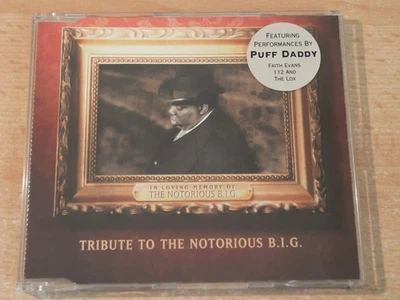 FEATURING
PERFORMANCES BY
PUFF DADDY
FAITH EVANS
112 AND
THE LOX
IN LOVING MEMORY OF
THE NOTORIOUS B.I.G.
TRIBUTE TO THE NOTORIOUS B.I.G.